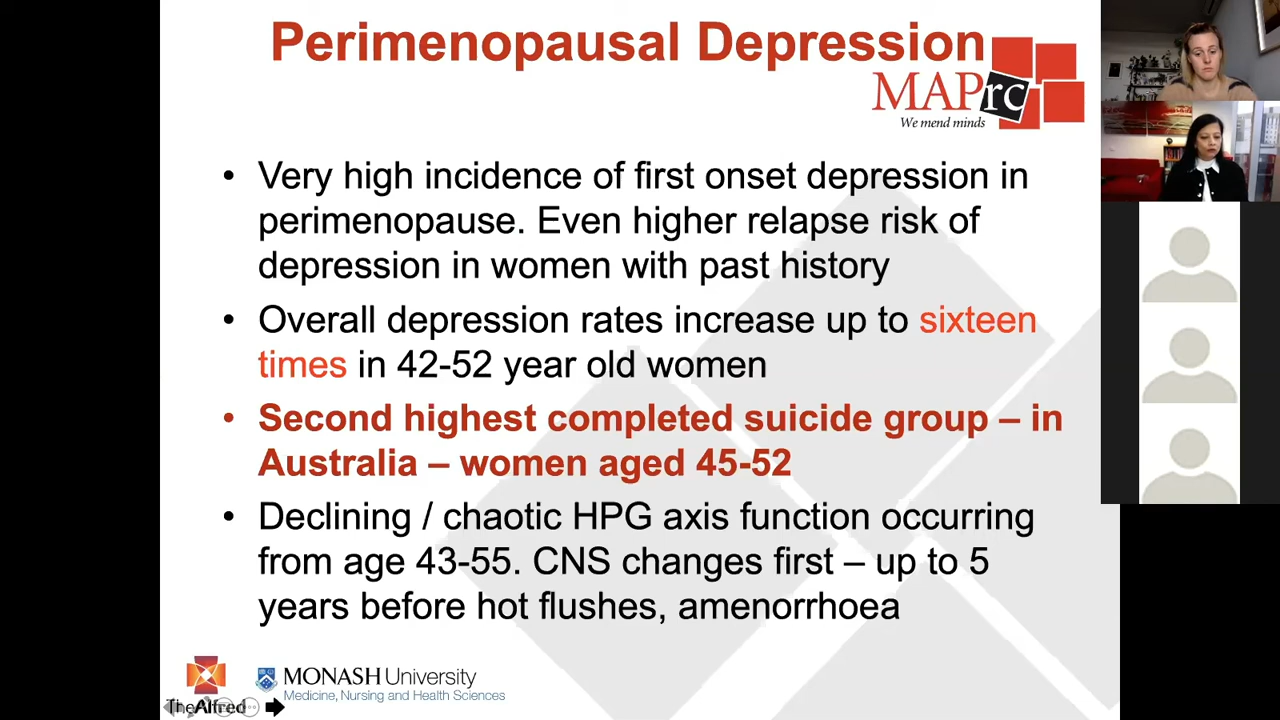 Perimenopausal Depression
MAPrc
We mend minds
• Very high incidence of first onset depression in
perimenopause. Even higher relapse risk of
depression in women with past history
• Overall depression rates increase up to sixteen
times in 42-52 year old women
• Second highest completed suicide group – in
Australia – women aged 45-52
• Declining / chaotic HPG axis function occurring
from age 43-55. CNS changes first – up to 5
years before hot flushes, amenorrhoea
TheAlfred
MONASH University
Medicine, Nursing and Health Sciences